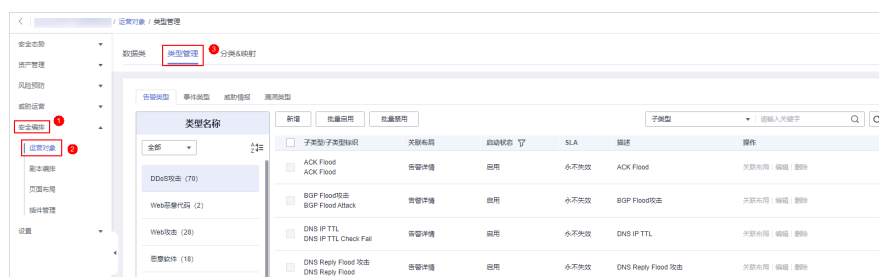 / 运营对象 / 类型管理
安全态势
资产管理
风险预防
威胁运营
安全编排 1
运营对象 2
剧本编排
页面布局
插件管理
设置
数据类 类型管理 3 分类&映射
告警类型 事件类型 威胁情报 漏洞类型
类型名称
全部
DDoS攻击 (70)
Web恶意代码 (2)
Web攻击 (28)
恶意软件 (18)
新增 批量启用 批量禁用 子类型 请输入关键字
子类型/子类型标识 关联布局 启动状态 SLA 描述 操作
ACK Flood
ACK Flood 告警详情 启用 永不失效 ACK Flood 关联布局 编辑 删除
BGP Flood攻击
BGP Flood Attack 告警详情 启用 永不失效 BGP Flood攻击 关联布局 编辑 删除
DNS IP TTL
DNS IP TTL Check Fail 告警详情 启用 永不失效 DNS IP TTL 关联布局 编辑 删除
DNS Reply Flood 攻击
DNS Reply Flood 告警详情 启用 永不失效 DNS Reply Flood 攻击 关联布局 编辑 删除